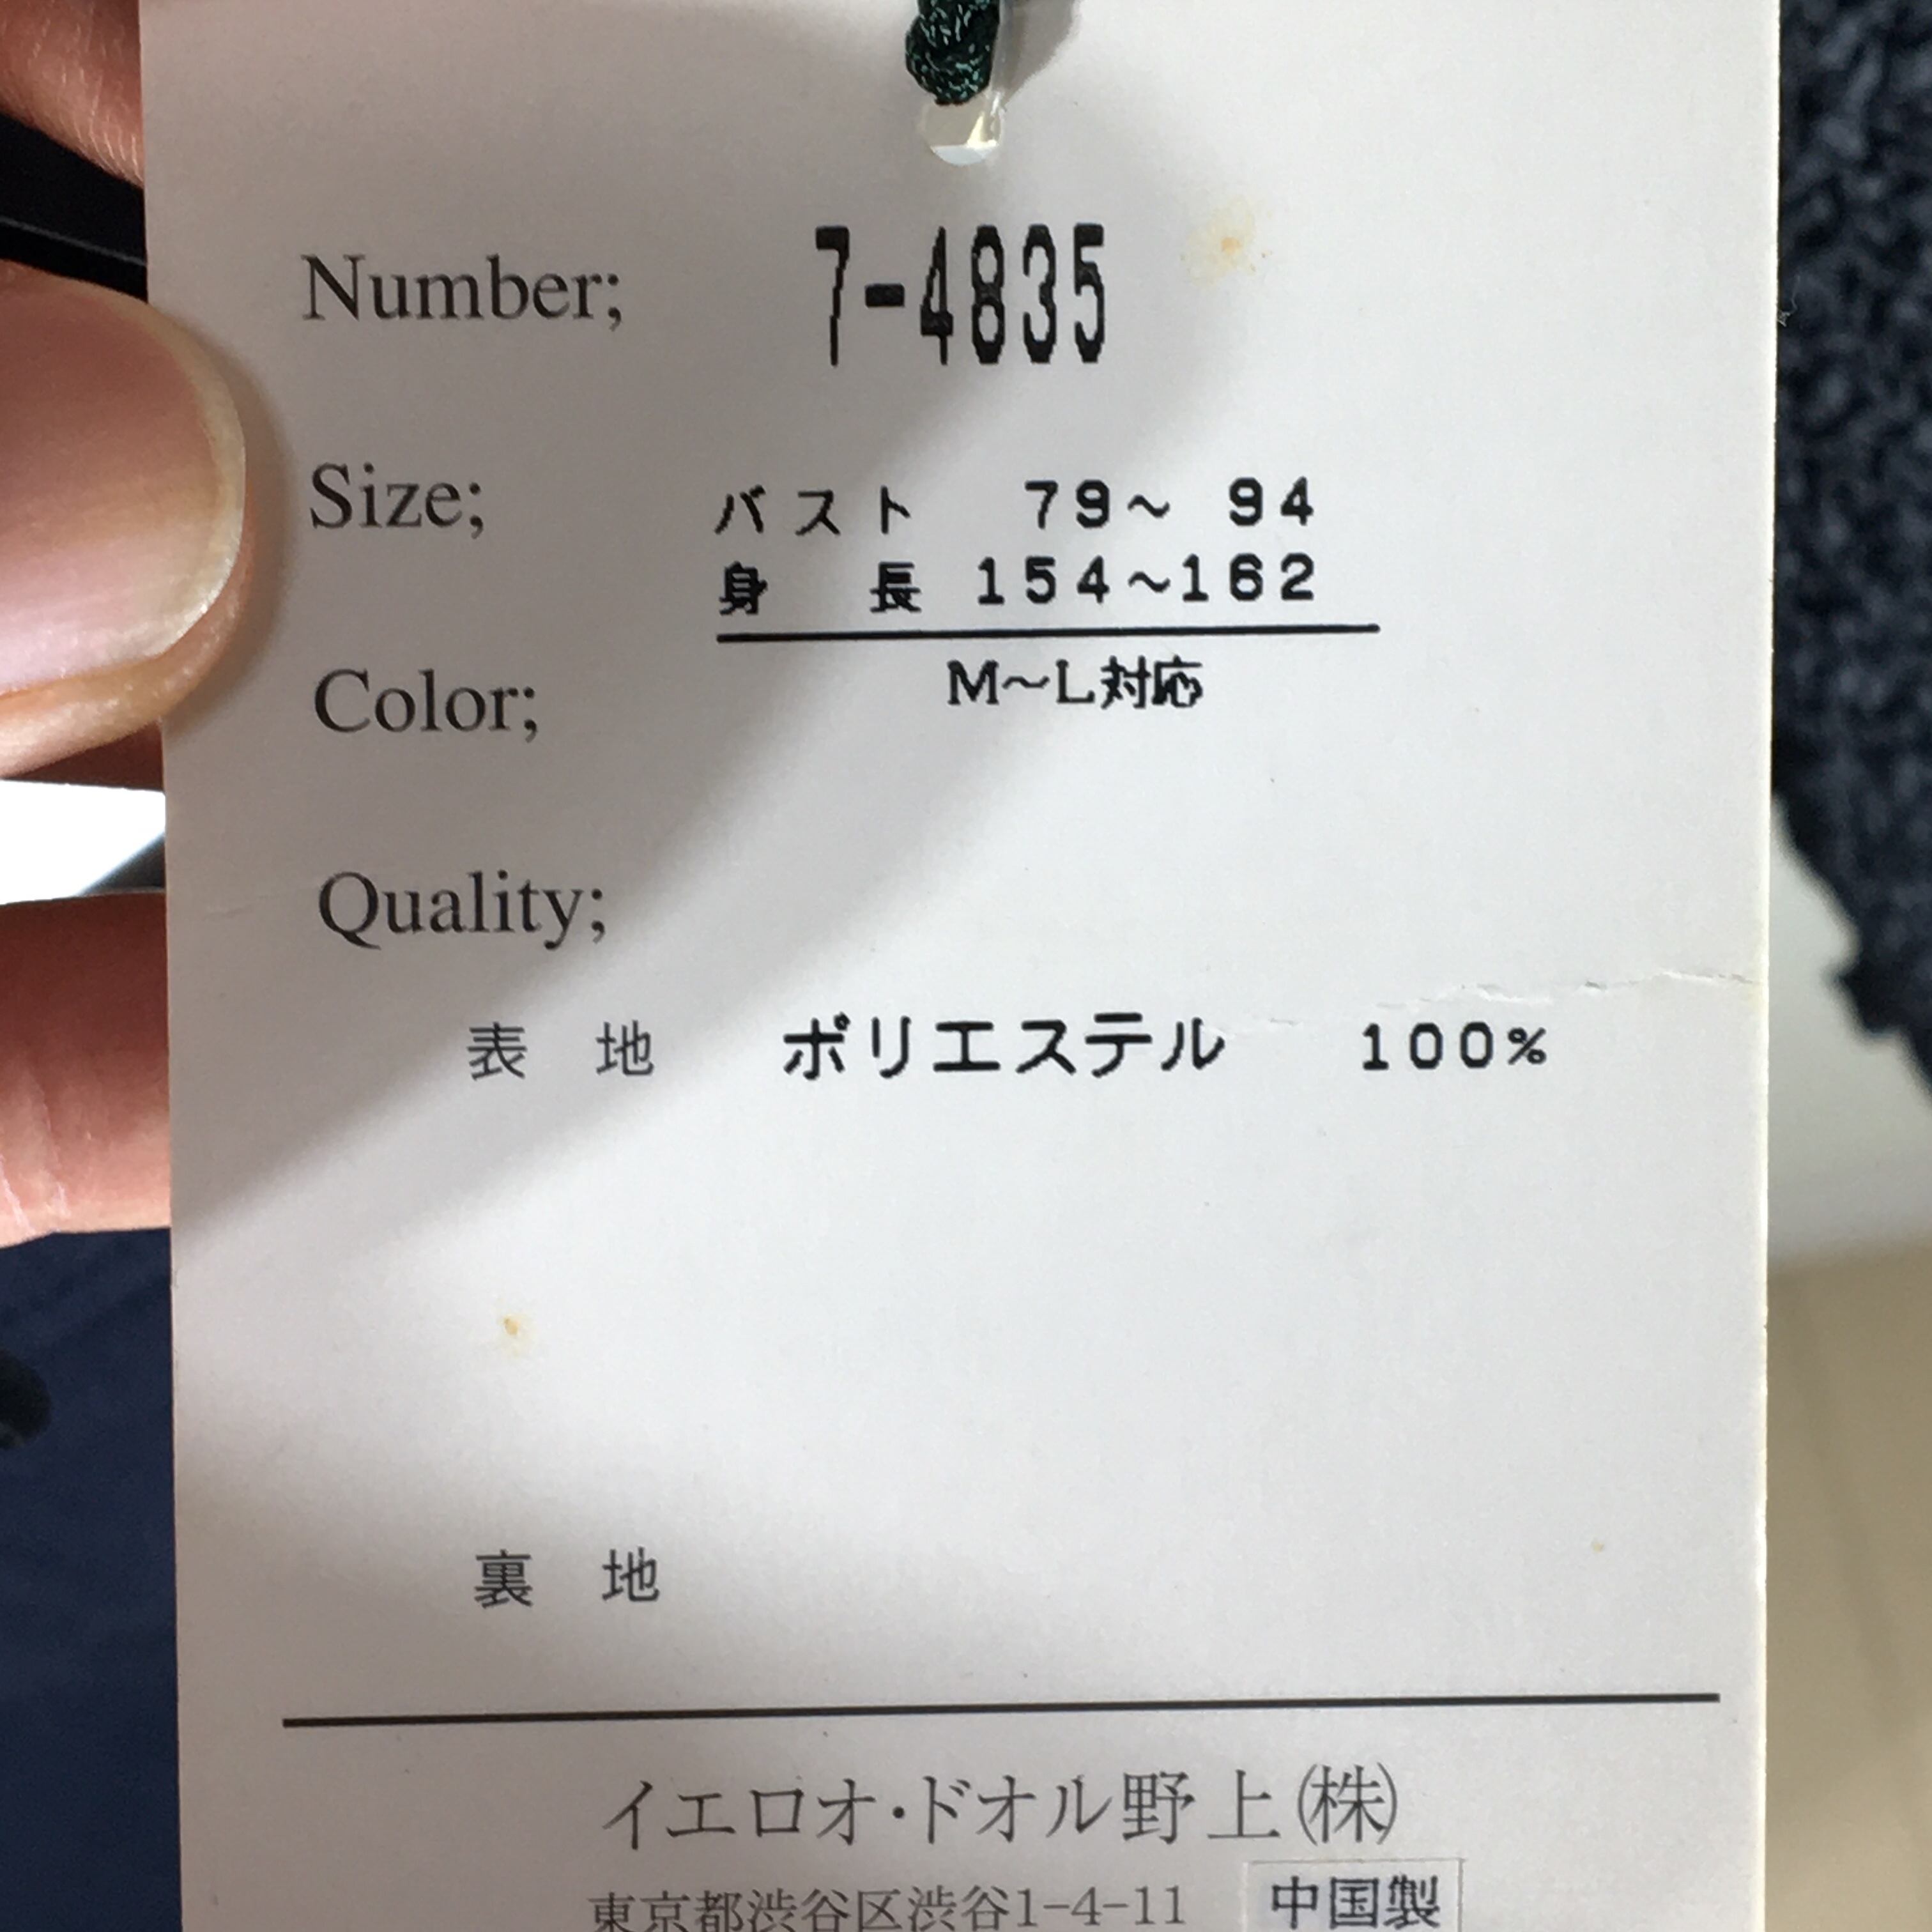 Number; 7-4835
Size; バスト 79～ 94
身 長 154～162
Color; M～L対応
Quality;
表 地 ポリエステル 100%
裏 地
イエロオ・ドオル野上(株)
東京都渋谷区渋谷1-4-11 中国製